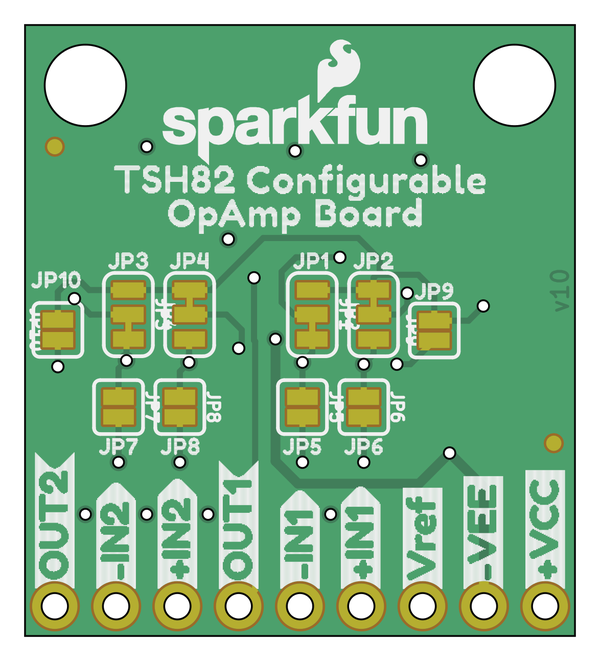 sparkfun
TSH82 Configurable
OpAmp Board
JP3 JP4 JP1 JP2
JP10 JP9
v10
JP7 JP8 JP5 JP6
OUT2 -IN2 +IN2 OUT1 -IN1 +IN1 Vref -VEE +VCC